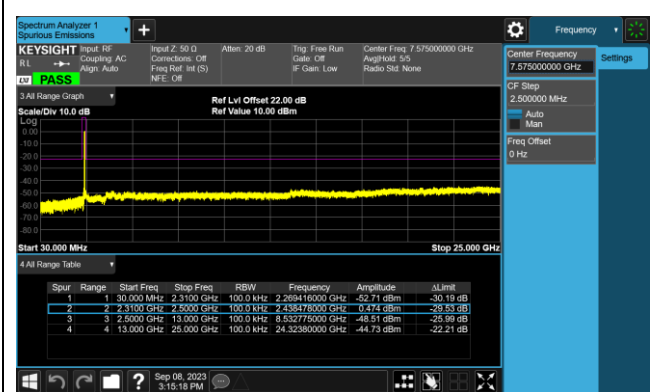 Spectrum Analyzer 1
Spurious Emissions
Frequency
KEYSIGHT
RL
LXI
PASS
Input: RF
Coupling: AC
Align: Auto
Input Z: 50 Ω
Corrections: Off
Freq Ref: Int (S)
NFE: Off
Atten: 20 dB
Trig: Free Run
Gate: Off
IF Gain: Low
Center Freq: 7.575000000 GHz
Avg|Hold: 5/5
Radio Std: None
Center Frequency
7.575000000 GHz
Settings
CF Step
2.500000 MHz
Auto
Man
Freq Offset
0 Hz
3 All Range Graph
Scale/Div 10.0 dB
Ref Lvl Offset 22.00 dB
Ref Value 10.00 dBm
Log
0.00
-10.0
-20.0
-30.0
-40.0
-50.0
-60.0
-70.0
-80.0
Start 30.000 MHz
Stop 25.000 GHz
4 All Range Table
Spur Range Start Freq Stop Freq RBW Frequency Amplitude ΔLimit
1 1 30.000 MHz 2.3100 GHz 100.0 kHz 2.269416000 GHz -52.71 dBm -30.19 dB
2 2 2.3100 GHz 2.5000 GHz 100.0 kHz 2.438478000 GHz 0.474 dBm -29.53 dB
3 3 2.5000 GHz 13.000 GHz 100.0 kHz 8.532775000 GHz -48.51 dBm -25.99 dB
4 4 13.000 GHz 25.000 GHz 100.0 kHz 24.32380000 GHz -44.73 dBm -22.21 dB
Sep 08, 2023
3:15:18 PM